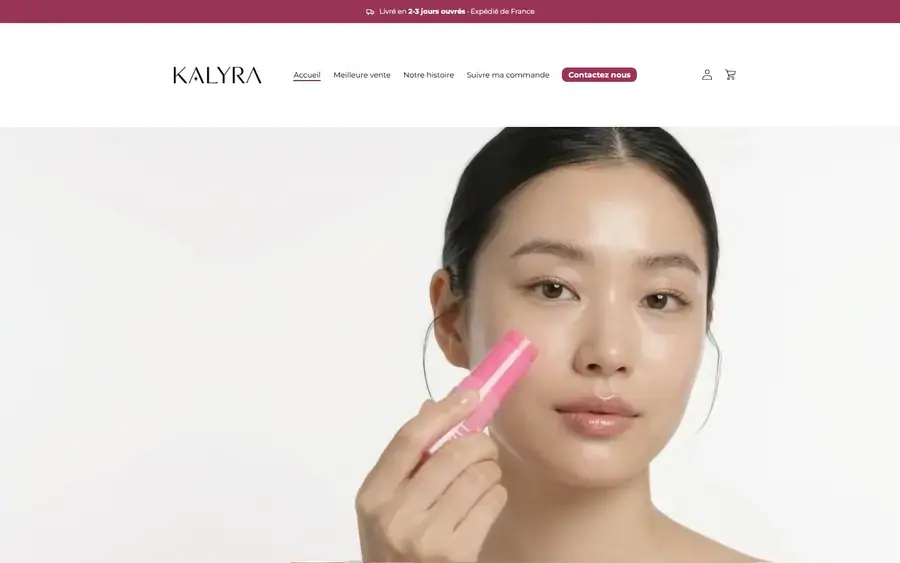 Livré en 2-3 jours ouvrés · Expédié de France
KALYRA
Accueil Meilleure vente Notre histoire Suivre ma commande Contactez nous